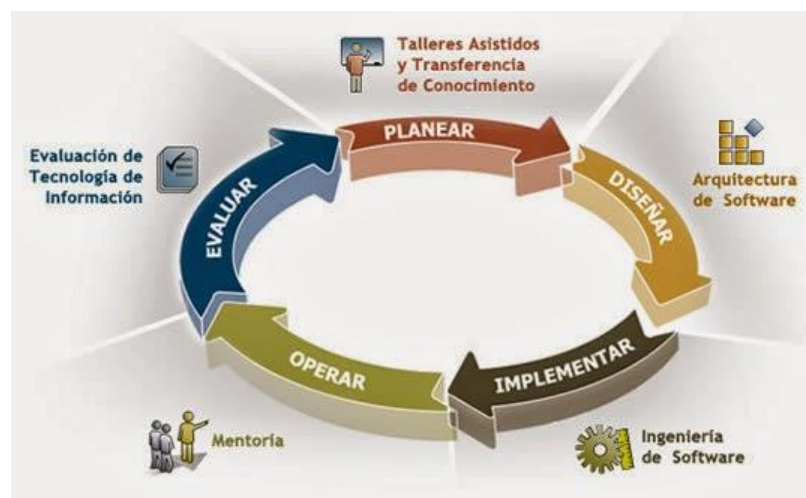 Talleres Asistidos
y Transferencia
de Conocimiento
PLANEAR
Evaluación de
Tecnología de
Información
EVALUAR
DISEÑAR
Arquitectura
de Software
OPERAR
IMPLEMENTAR
Mentoría
Ingeniería
de Software